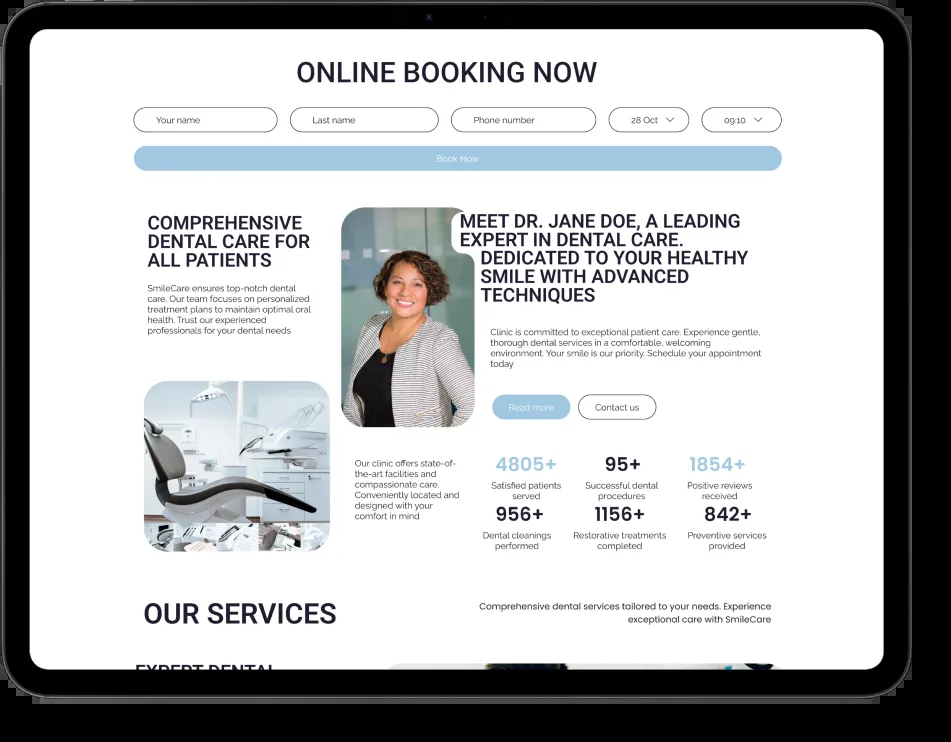 ONLINE BOOKING NOW
Your name
Last name
Phone number
28 Oct
09:10
Book Now
COMPREHENSIVE
DENTAL CARE FOR
ALL PATIENTS
SmileCare ensures top-notch dental
care. Our team focuses on personalized
treatment plans to maintain optimal oral
health. Trust our experienced
professionals for your dental needs
MEET DR. JANE DOE, A LEADING
EXPERT IN DENTAL CARE.
DEDICATED TO YOUR HEALTHY
SMILE WITH ADVANCED
TECHNIQUES
Clinic is committed to exceptional patient care. Experience gentle,
thorough dental services in a comfortable, welcoming
environment. Your smile is our priority. Schedule your appointment
today
Read more
Contact us
Our clinic offers state-of-
the-art facilities and
compassionate care.
Conveniently located and
designed with your
comfort in mind
4805+
Satisfied patients
served
95+
Successful dental
procedures
1854+
Positive reviews
received
956+
Dental cleanings
performed
1156+
Restorative treatments
completed
842+
Preventive services
provided
OUR SERVICES
Comprehensive dental services tailored to your needs. Experience
exceptional care with SmileCare
EXPERT DENTAL